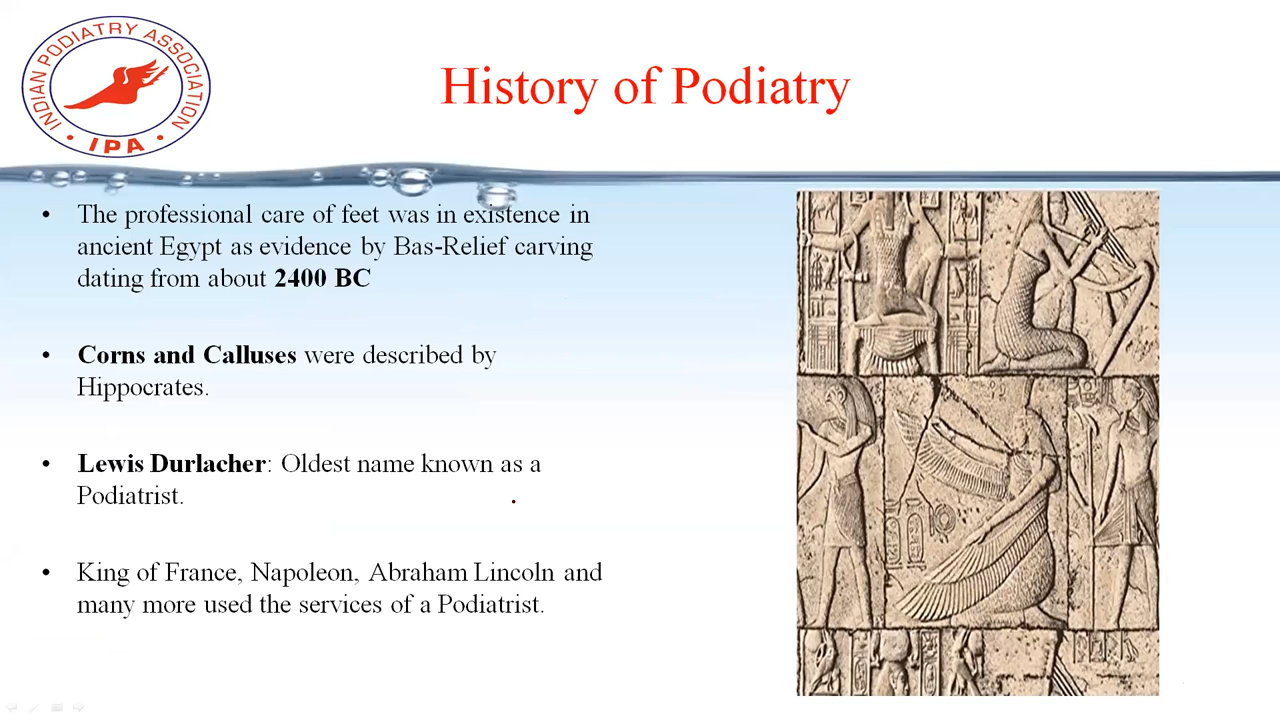 INDIAN PODIATRY ASSOCIATION
IPA
History of Podiatry
• The professional care of feet was in existence in
ancient Egypt as evidence by Bas-Relief carving
dating from about 2400 BC
• Corns and Calluses were described by
Hippocrates.
• Lewis Durlacher: Oldest name known as a
Podiatrist.
• King of France, Napoleon, Abraham Lincoln and
many more used the services of a Podiatrist.